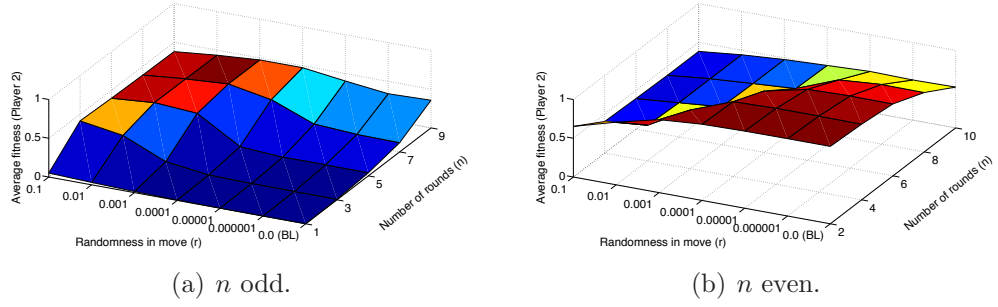 1
0.5
0
Average fitness (Player 2)
0.1
0.01
0.001
0.0001
0.00001
0.000001
0.0 (BL)
Randomness in move (r)
1
3
5
7
9
Number of rounds (n)
(a) n odd.
1
0.5
0
Average fitness (Player 2)
0.1
0.01
0.001
0.0001
0.00001
0.000001
0.0 (BL)
Randomness in move (r)
2
4
6
8
10
Number of rounds (n)
(b) n even.